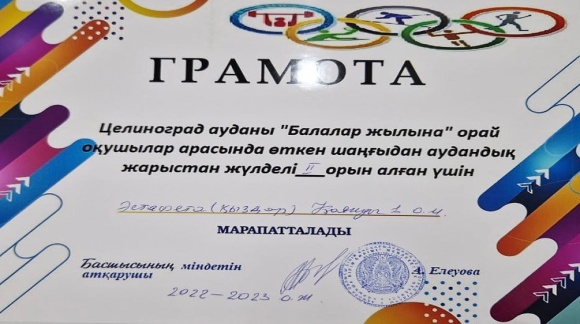 ГРАМОТА
Целиноград ауданы "Балалар жылына" орай
оқушылар арасында өткен шаңғыдан аудандық
жарыстан жүлделі II орын алған үшін
Эстафета (қыздар) Қоянды 1 О.М.
МАРАПАТТАЛАДЫ
Басшысының міндетін
атқарушы
А. Елеуова
2022-2023 о.ж